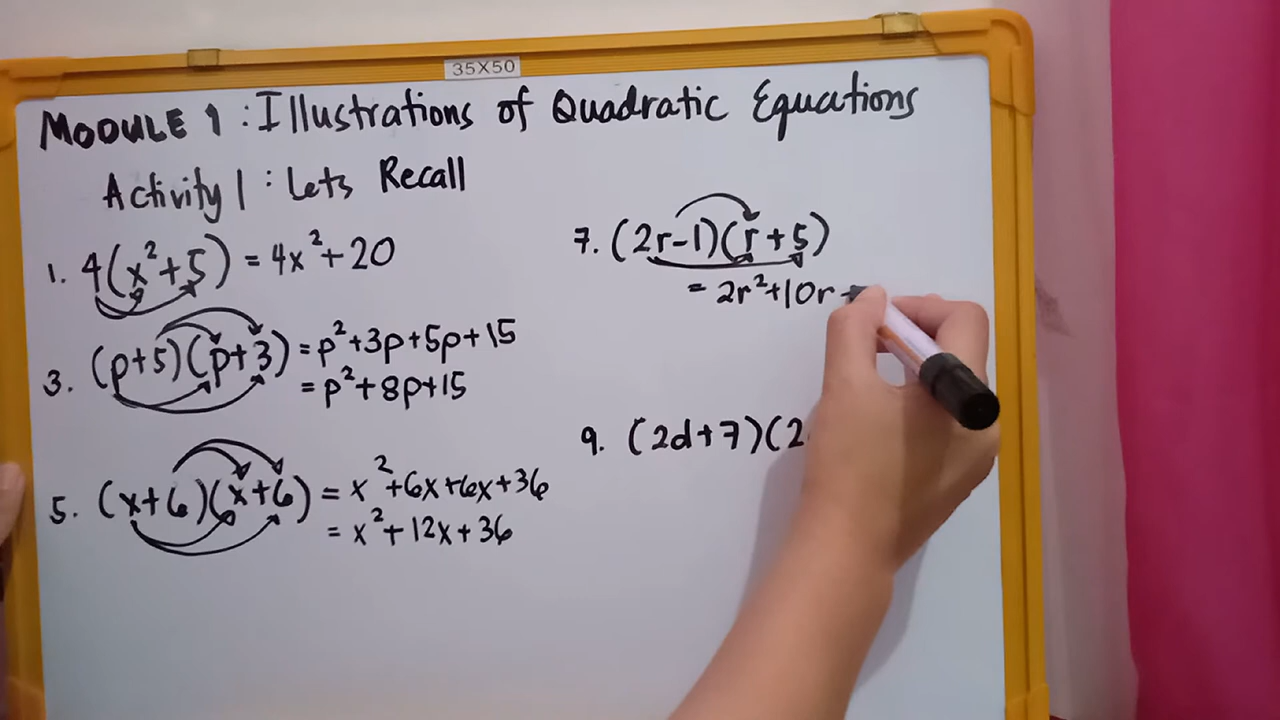 35X50
MODULE 1 : Illustrations of Quadratic Equations
Activity 1 : Lets Recall
1. 4(x²+5) = 4x²+20
3. (p+5)(p+3) = p²+3p+5p+15
= p²+8p+15
5. (x+6)(x+6) = x²+6x+6x+36
= x²+12x+36
7. (2r-1)(r+5)
= 2r²+10r
9. (2d+7)(2